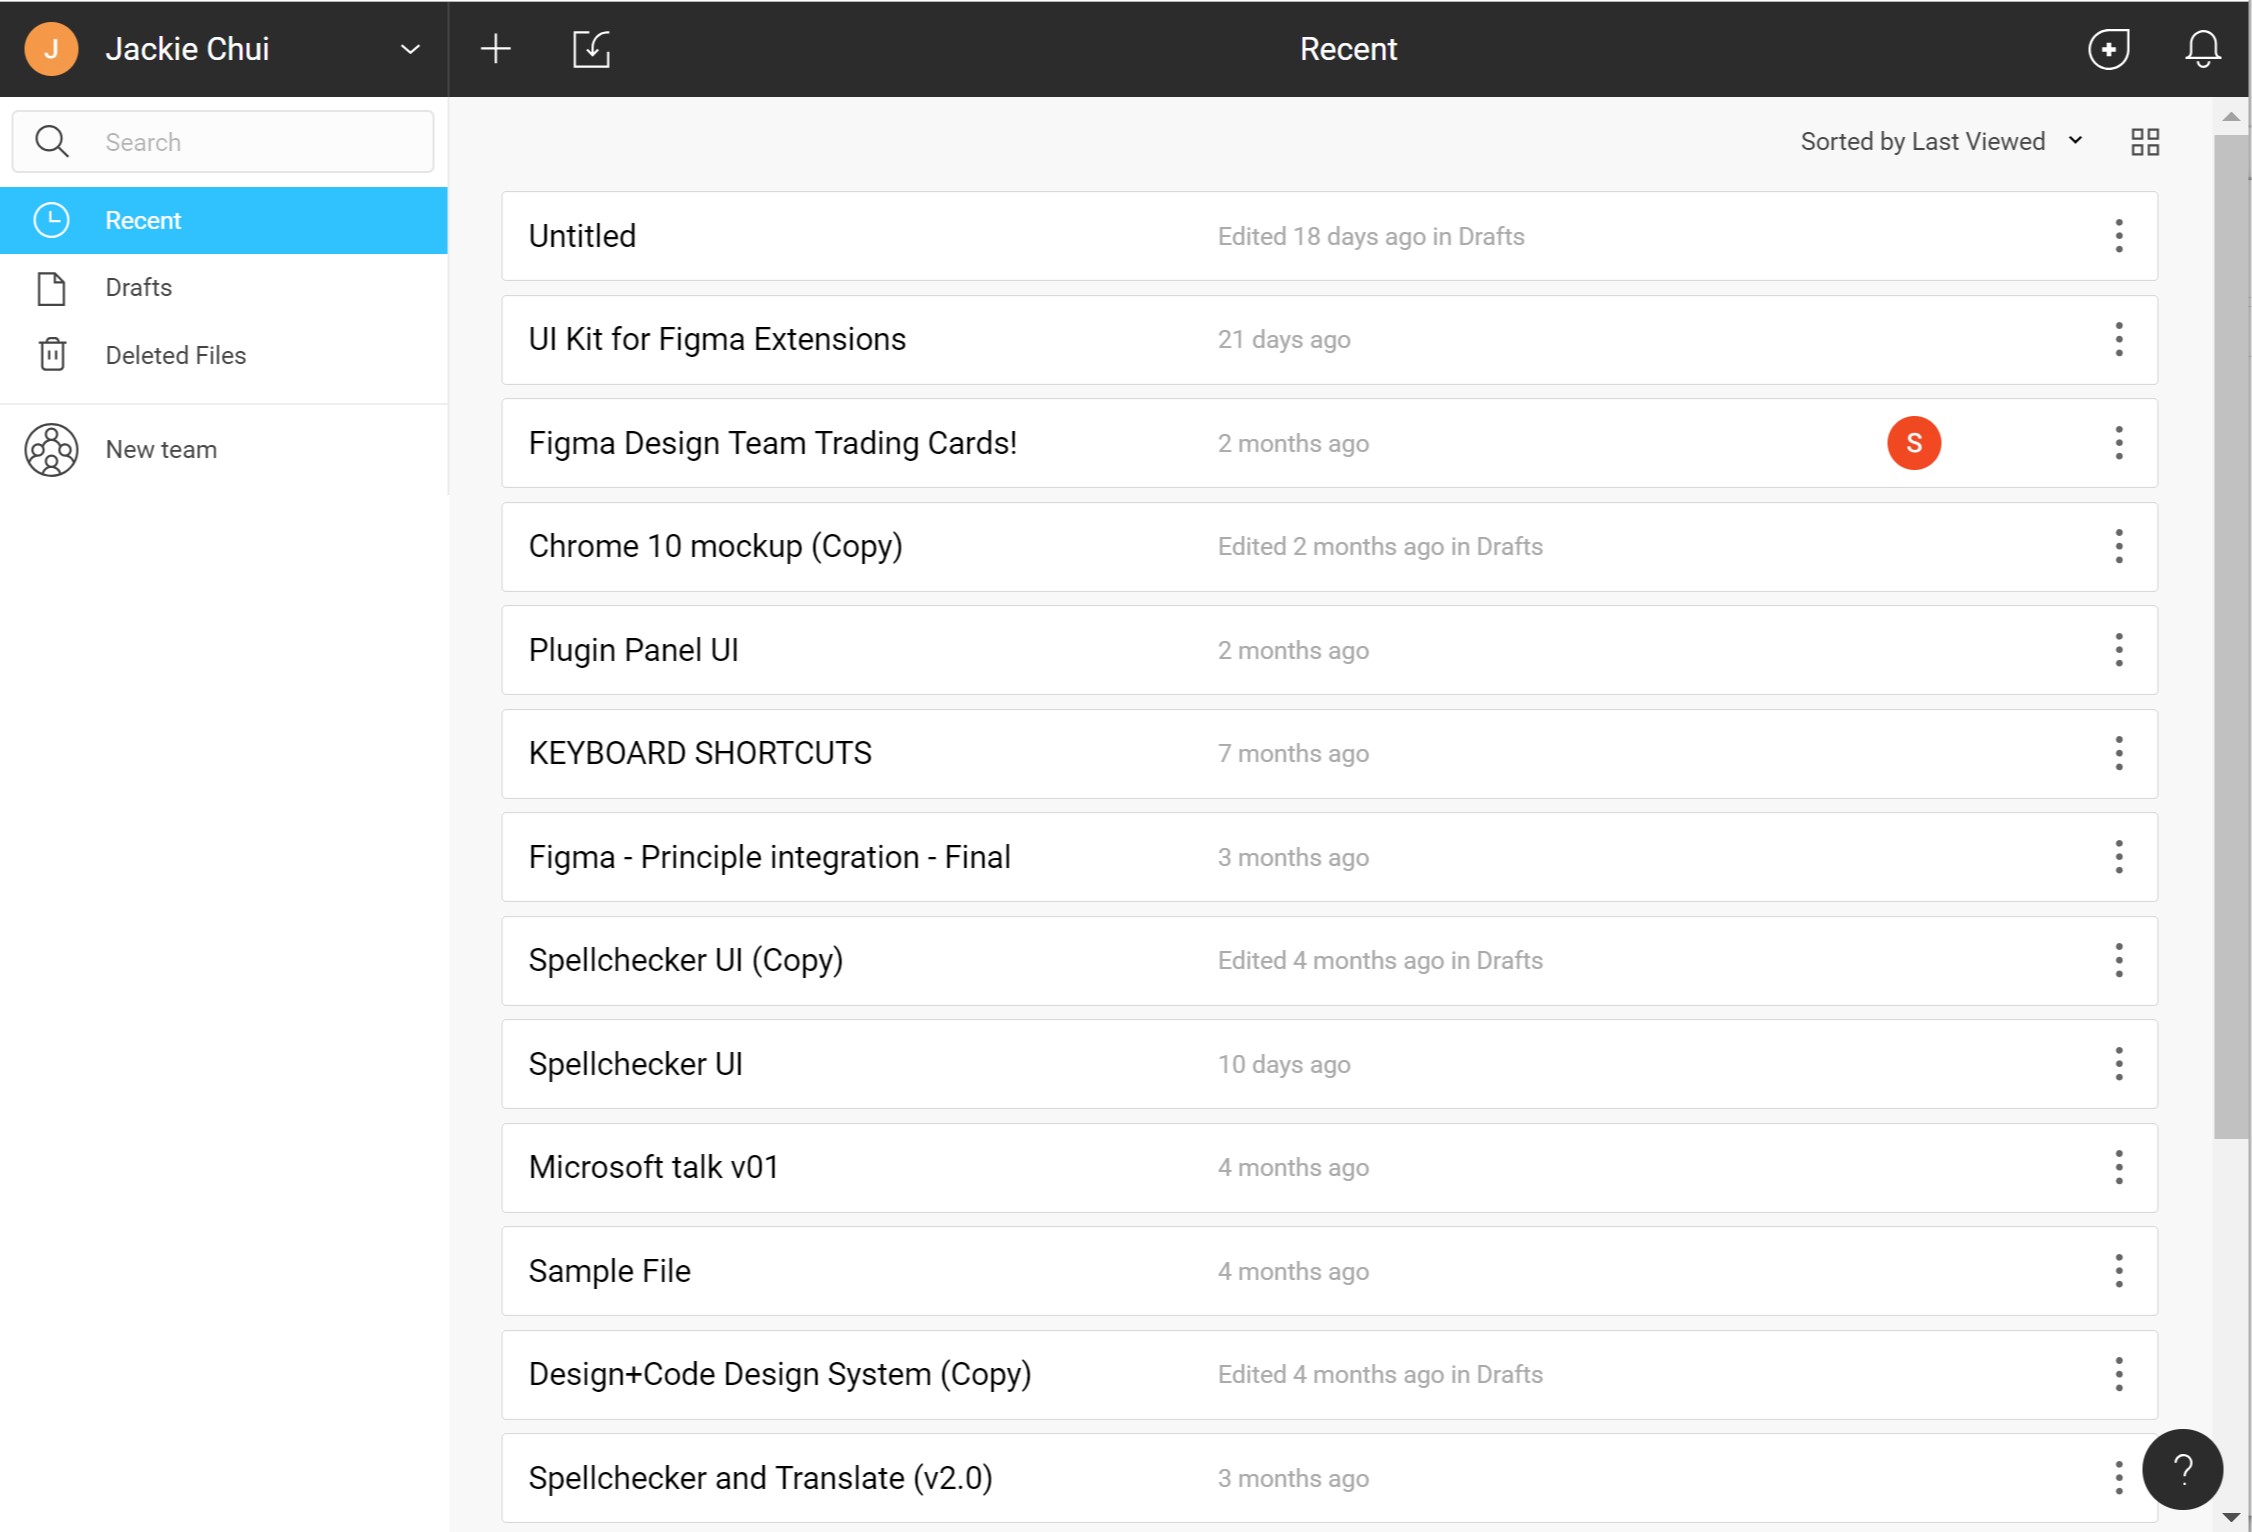 J Jackie Chui Recent
Search
Sorted by Last Viewed
Recent
Drafts
Deleted Files
New team
Untitled Edited 18 days ago in Drafts
UI Kit for Figma Extensions 21 days ago
Figma Design Team Trading Cards! 2 months ago S
Chrome 10 mockup (Copy) Edited 2 months ago in Drafts
Plugin Panel UI 2 months ago
KEYBOARD SHORTCUTS 7 months ago
Figma - Principle integration - Final 3 months ago
Spellchecker UI (Copy) Edited 4 months ago in Drafts
Spellchecker UI 10 days ago
Microsoft talk v01 4 months ago
Sample File 4 months ago
Design+Code Design System (Copy) Edited 4 months ago in Drafts
Spellchecker and Translate (v2.0) 3 months ago
?